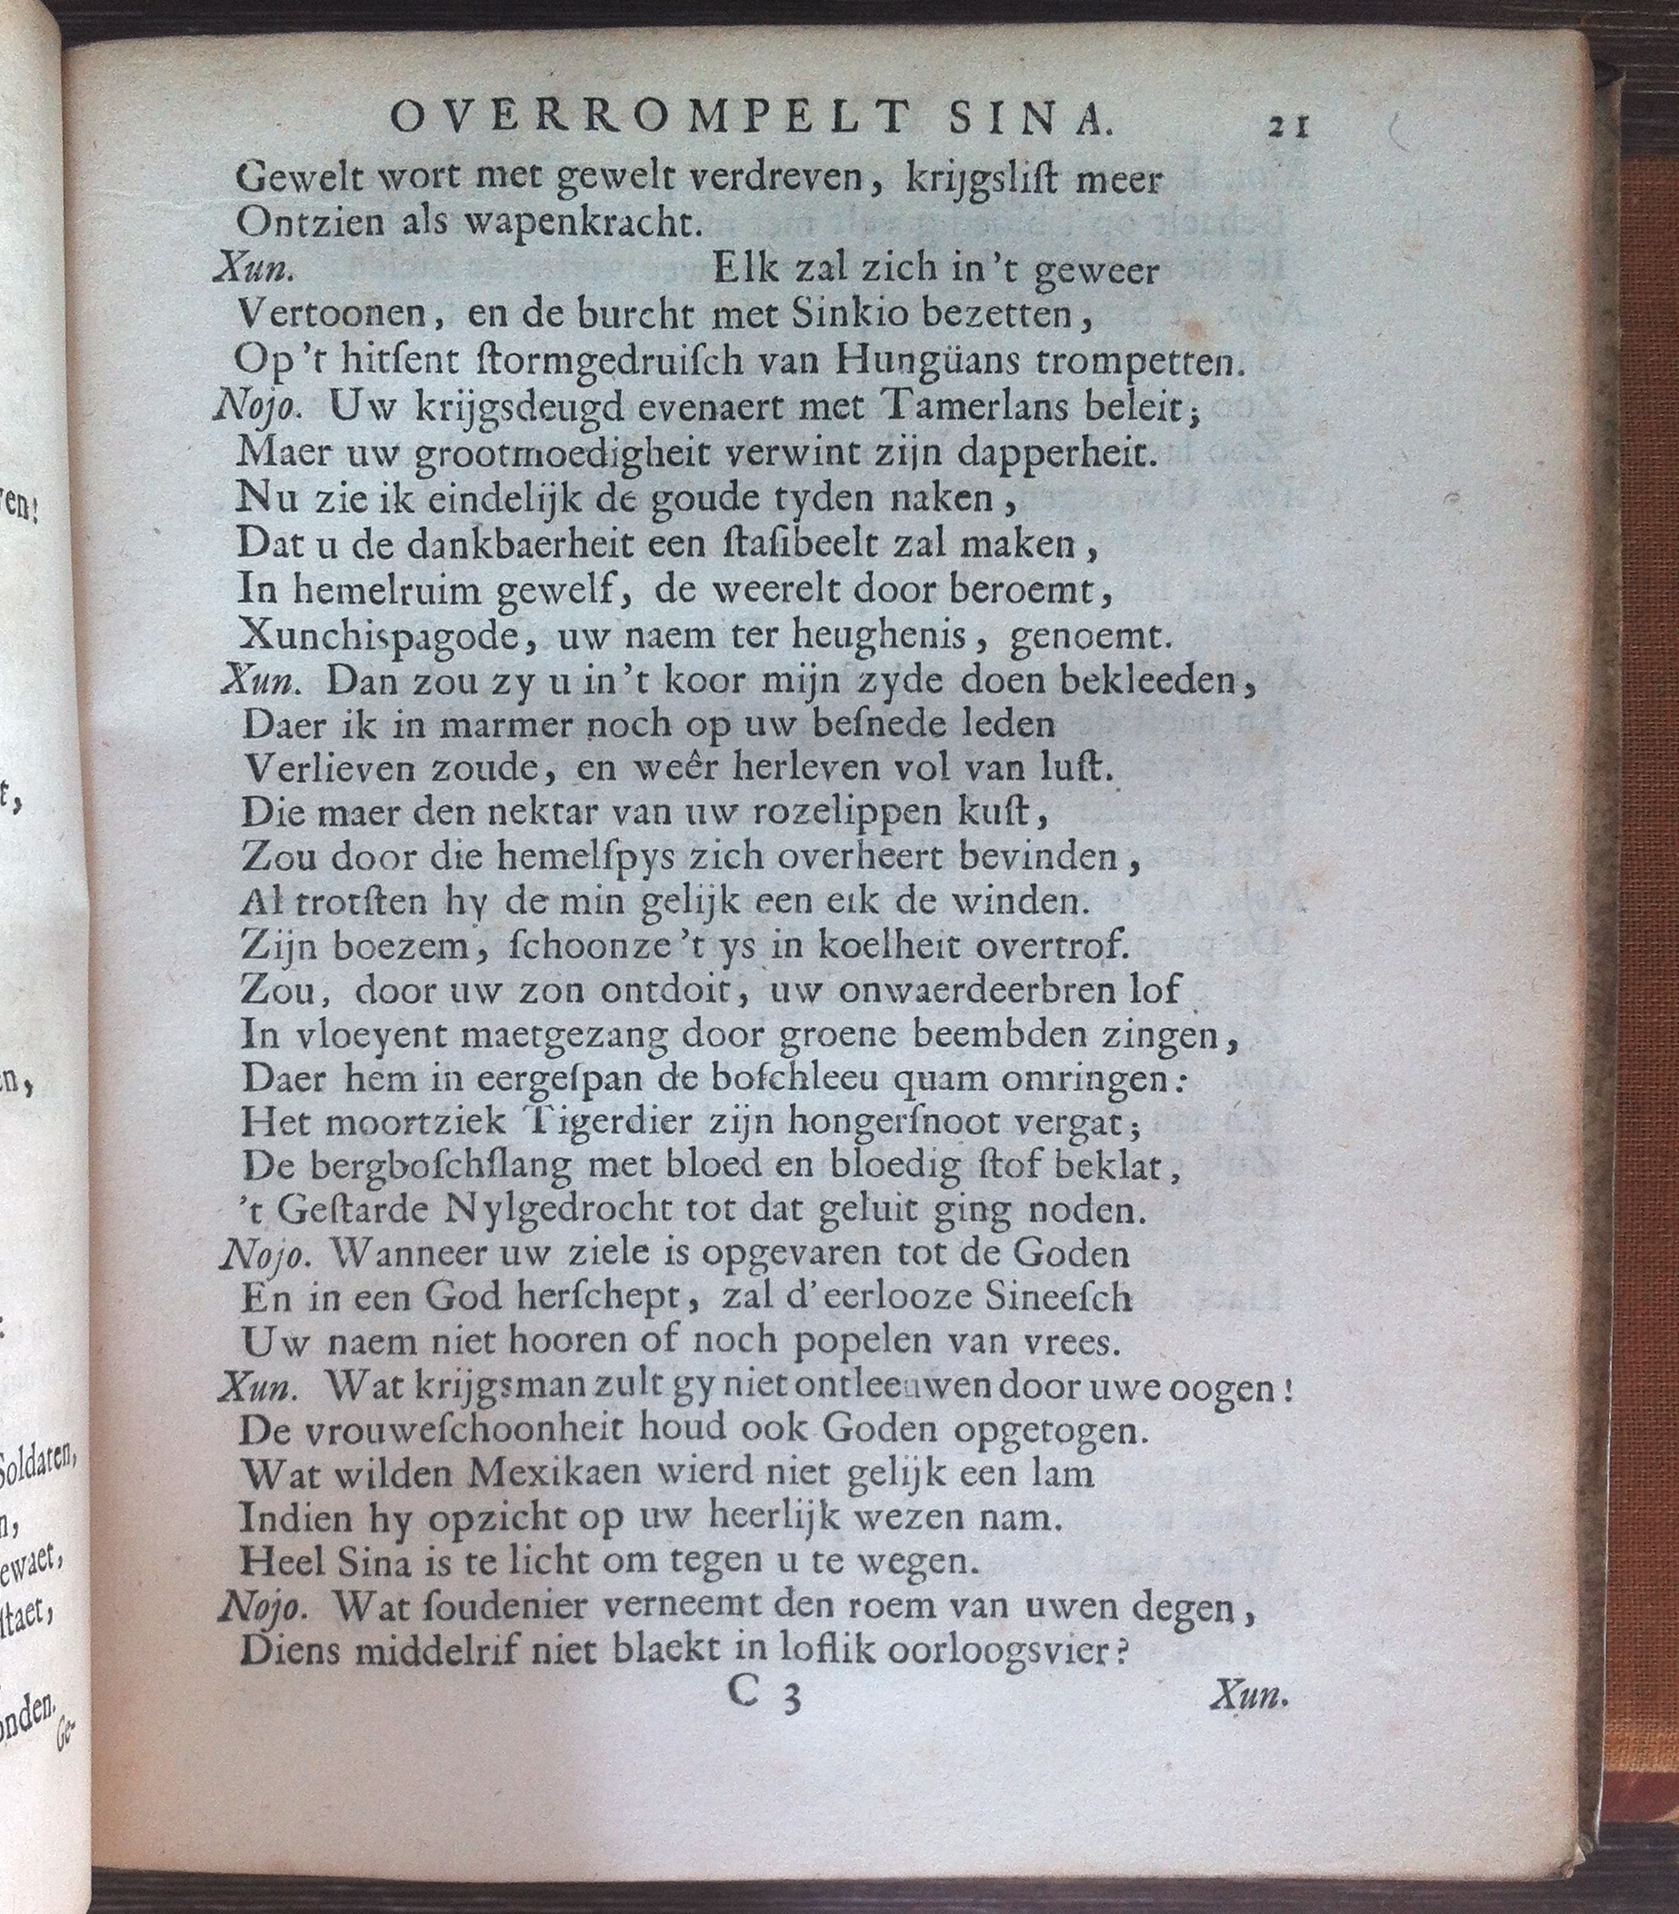 OVERROMPELT SINA. 21
Gewelt wort met gewelt verdreven, krijgsliſt meer
Ontzien als wapenkracht.
Xun. Elk zal zich in't geweer
Vertoonen, en de burcht met Sinkio bezetten,
Op't hitſent ſtormgedruiſch van Hungüans trompetten.
Nojo. Uw krijgsdeugd evenaert met Tamerlans beleit;
Maer uw grootmoedigheit verwint zijn dapperheit.
Nu zie ik eindelijk de goude tyden naken,
Dat u de dankbaerheit een ſtaſibeelt zal maken,
In hemelruim gewelf, de weerelt door beroemt,
Xunchispagode, uw naem ter heughenis, genoemt.
Xun. Dan zou zy u in't koor mijn zyde doen bekleeden,
Daer ik in marmer noch op uw beſnede leden
Verlieven zoude, en weêr herleven vol van luſt.
Die maer den nektar van uw rozelippen kuſt,
Zou door die hemelſpys zich overheert bevinden,
Al trotſten hy de min gelijk een eik de winden.
Zijn boezem, ſchoonze't ys in koelheit overtrof.
Zou, door uw zon ontdoit, uw onwaerdeerbren lof
In vloeyent maetgezang door groene beembden zingen,
Daer hem in eergeſpan de boſchleeu quam omringen:
Het moortziek Tigerdier zijn hongerſnoot vergat;
De bergboſchſlang met bloed en bloedig ſtof beklat,
't Geſtarde Nylgedrocht tot dat geluit ging noden.
Nojo. Wanneer uw ziele is opgevaren tot de Goden
En in een God herſchept, zal d'eerlooze Sineeſch
Uw naem niet hooren of noch popelen van vrees.
Xun. Wat krijgsman zult gy niet ontleeuwen door uwe oogen!
De vrouweſchoonheit houd ook Goden opgetogen.
Wat wilden Mexikaen wierd niet gelijk een lam
Indien hy opzicht op uw heerlijk wezen nam.
Heel Sina is te licht om tegen u te wegen.
Nojo. Wat ſoudenier verneemt den roem van uwen degen,
Diens middelrif niet blaekt in loflik oorloogsvier?
C 3 Xun.
ven!
t,
en,
:
Soldaten,
n,
ewaet,
ſtaet,
onden.
Ge-